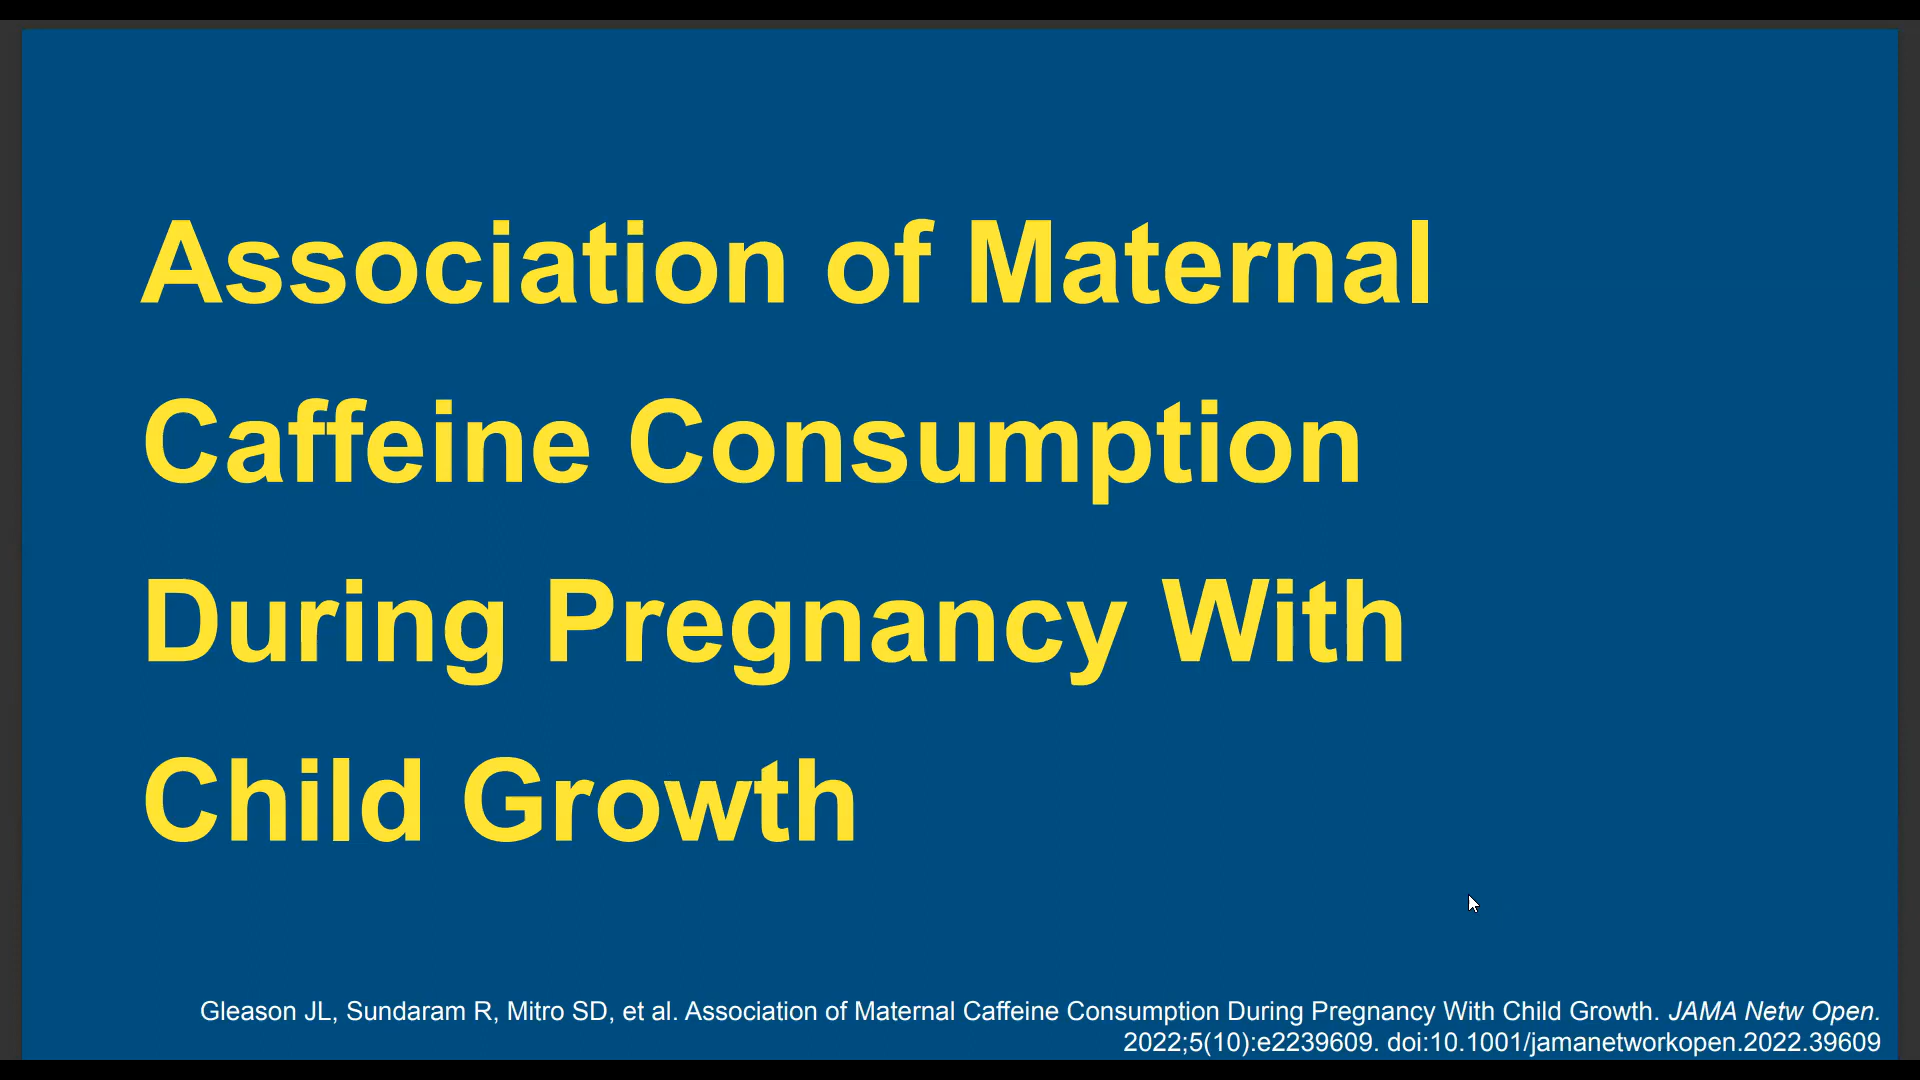 Association of Maternal
Caffeine Consumption
During Pregnancy With
Child Growth
Gleason JL, Sundaram R, Mitro SD, et al. Association of Maternal Caffeine Consumption During Pregnancy With Child Growth. JAMA Netw Open.
2022;5(10):e2239609. doi:10.1001/jamanetworkopen.2022.39609